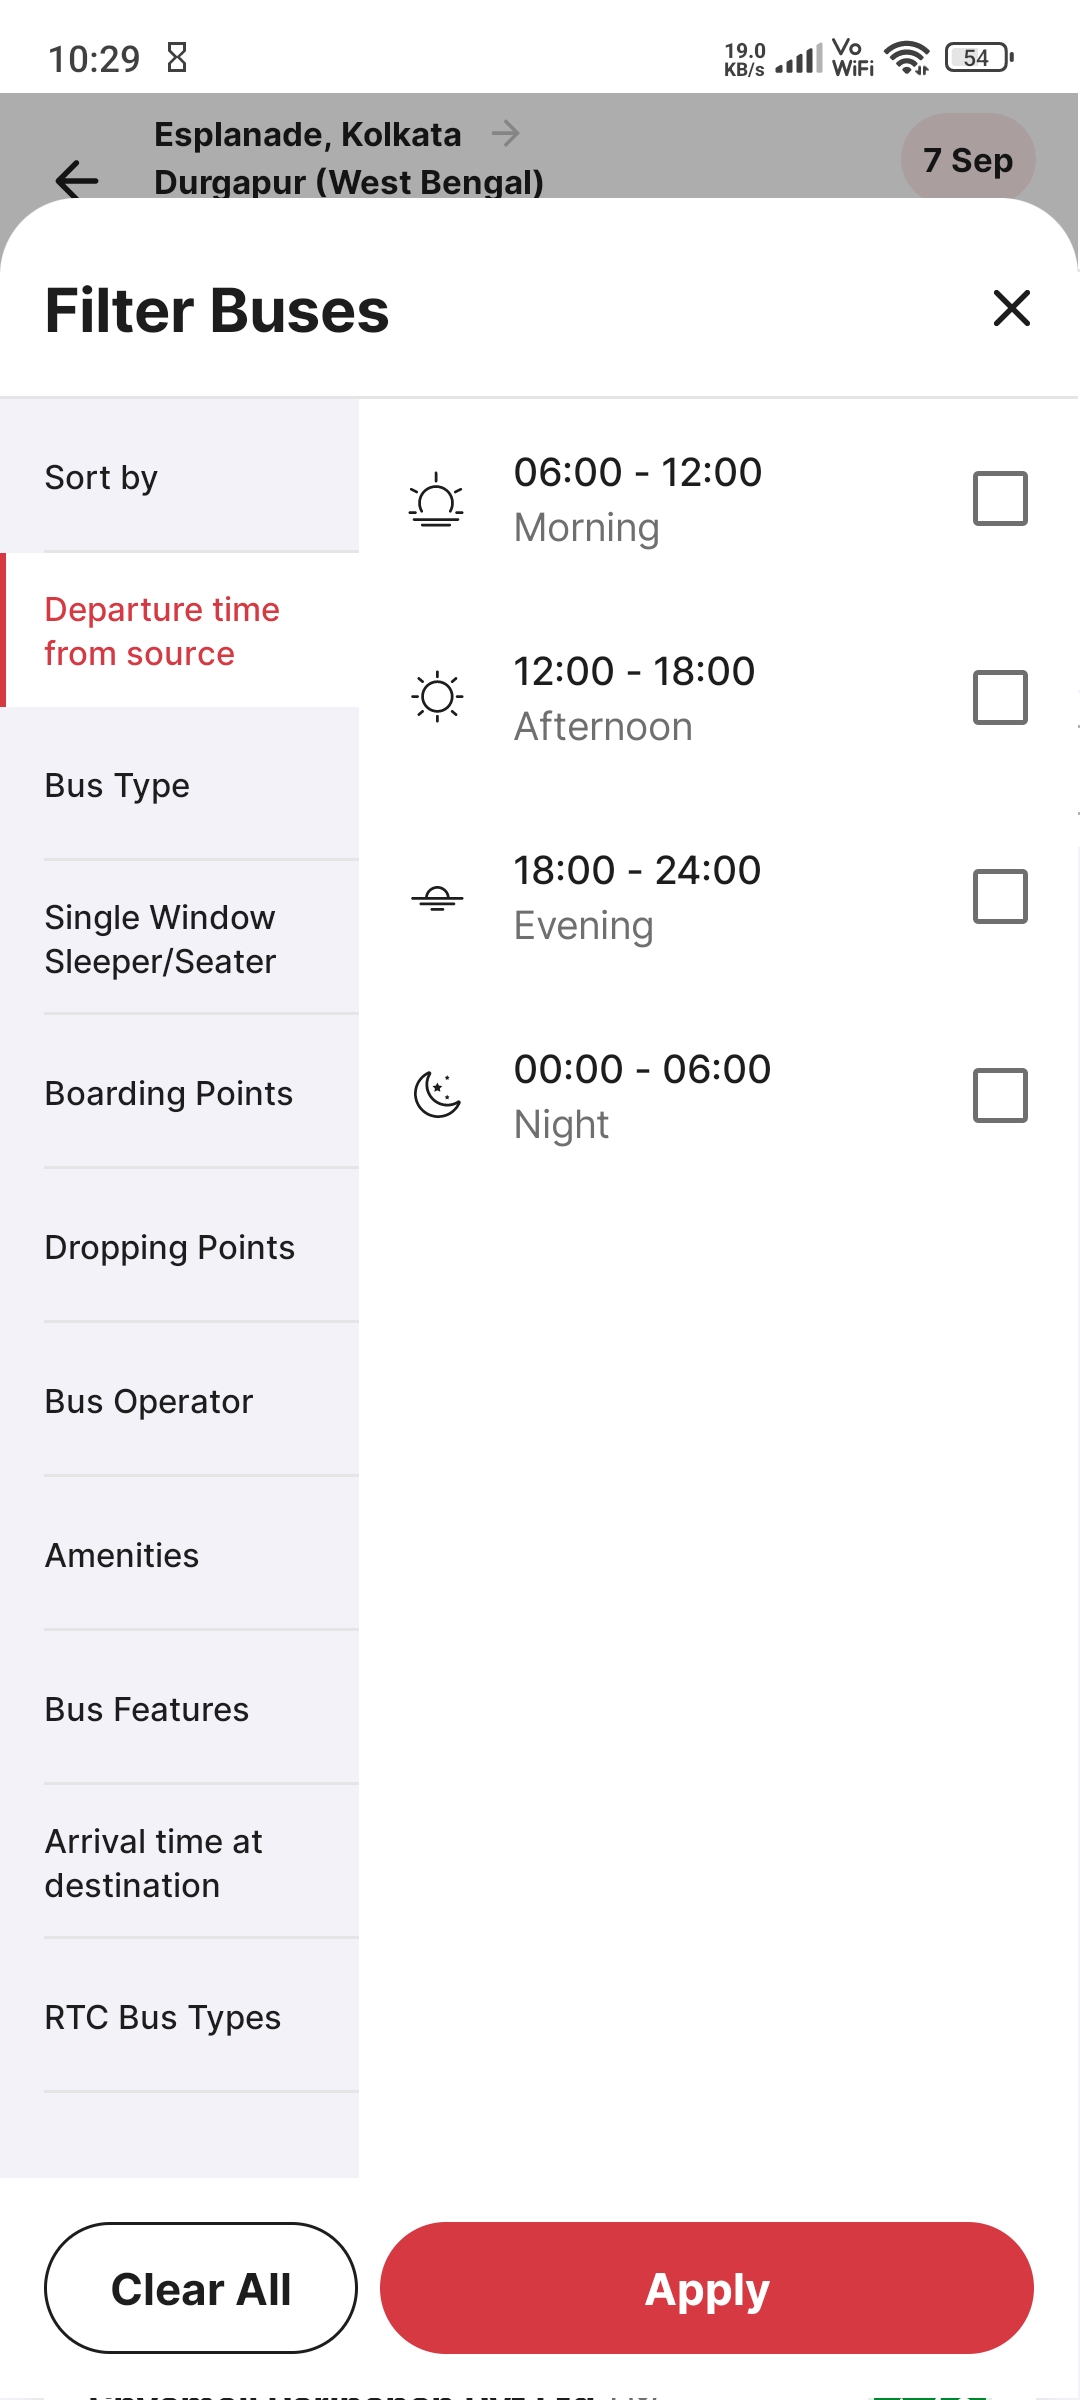 10:29
19.0
KB/s
Vo
WiFi
54
Esplanade, Kolkata
Durgapur (West Bengal)
7 Sep
Filter Buses
Sort by
Departure time
from source
Bus Type
Single Window
Sleeper/Seater
Boarding Points
Dropping Points
Bus Operator
Amenities
Bus Features
Arrival time at
destination
RTC Bus Types
06:00 - 12:00
Morning
12:00 - 18:00
Afternoon
18:00 - 24:00
Evening
00:00 - 06:00
Night
Clear All
Apply